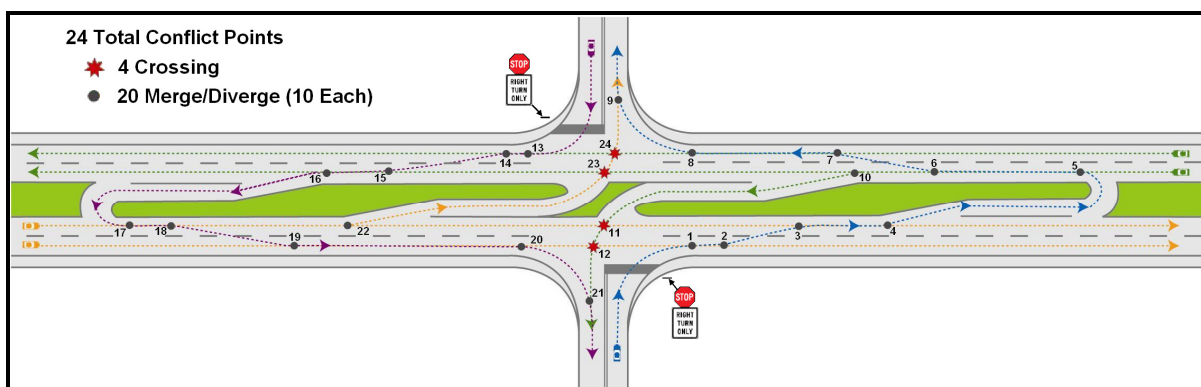 24 Total Conflict Points
4 Crossing
20 Merge/Diverge (10 Each)
STOP
RIGHT
TURN
ONLY
9
24
13
14
23
8
7
6
5
15
16
10
17
18
22
11
3
4
19
20
12
1
2
21
STOP
RIGHT
TURN
ONLY